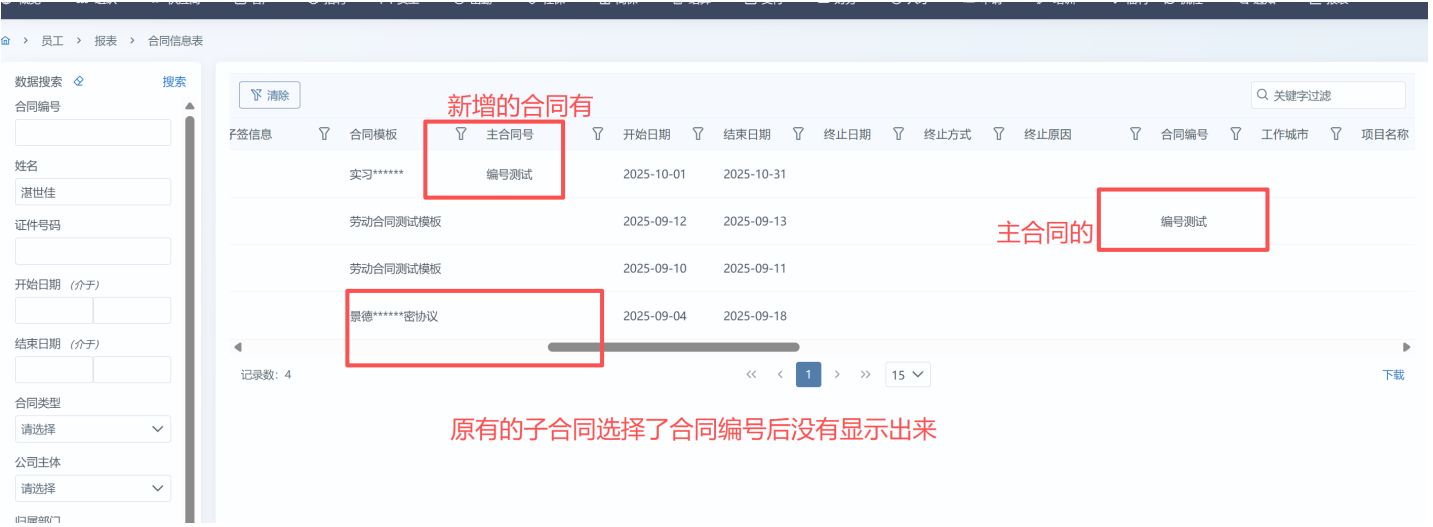 员工 > 报表 > 合同信息表
数据搜索 搜索
合同编号
姓名
湛世佳
证件号码
开始日期 (介于)
结束日期 (介于)
合同类型
请选择
公司主体
请选择
归属部门
清除
关键字过滤
新增的合同有
子签信息 合同模板 主合同号 开始日期 结束日期 终止日期 终止方式 终止原因 合同编号 工作城市 项目名称
实习****** 编号测试 2025-10-01 2025-10-31
劳动合同测试模板 2025-09-12 2025-09-13 编号测试
主合同的
劳动合同测试模板 2025-09-10 2025-09-11
景德******密协议 2025-09-04 2025-09-18
记录数: 4
1
15
下载
原有的子合同选择了合同编号后没有显示出来